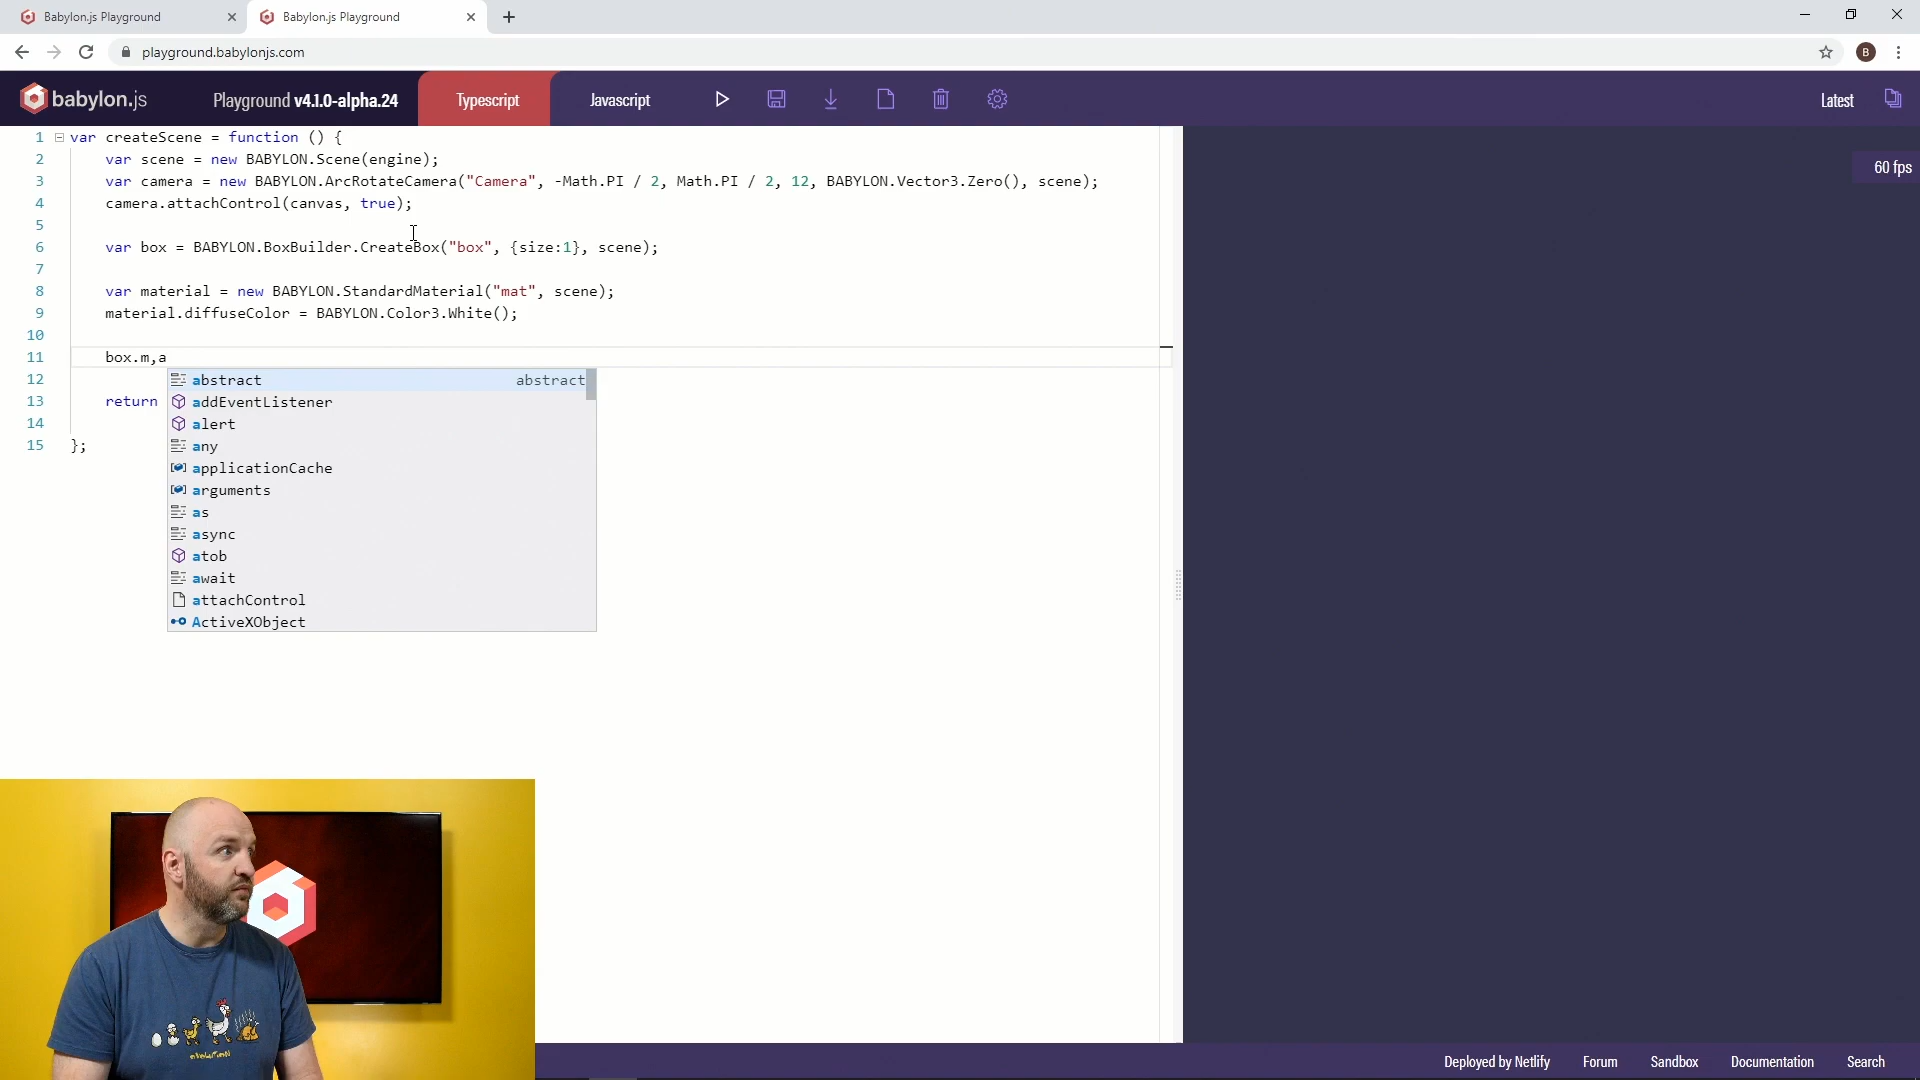 Babylon.js Playground
Babylon.js Playground
playground.babylonjs.com
B
babylon.js
Playground v4.1.0-alpha.24
Typescript
Javascript
Latest
60 fps
1 var createScene = function () {
2 var scene = new BABYLON.Scene(engine);
3 var camera = new BABYLON.ArcRotateCamera("Camera", -Math.PI / 2, Math.PI / 2, 12, BABYLON.Vector3.Zero(), scene);
4 camera.attachControl(canvas, true);
5
6 var box = BABYLON.BoxBuilder.CreateBox("box", {size:1}, scene);
7
8 var material = new BABYLON.StandardMaterial("mat", scene);
9 material.diffuseColor = BABYLON.Color3.White();
10
11 box.m,a
12
13 return
14
15 };
abstract abstract
addEventListener
alert
any
applicationCache
arguments
as
async
atob
await
attachControl
ActiveXObject
Deployed by Netlify
Forum
Sandbox
Documentation
Search